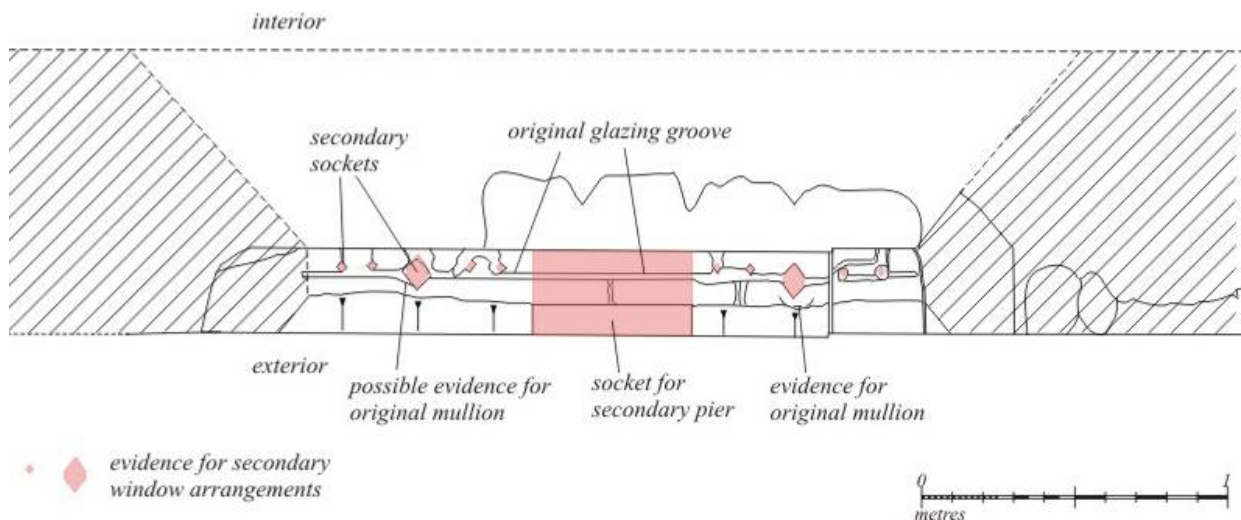 interior
secondary
sockets
original glazing groove
exterior
possible evidence for
original mullion
socket for
secondary pier
evidence for
original mullion
evidence for secondary
window arrangements
0 1
metres